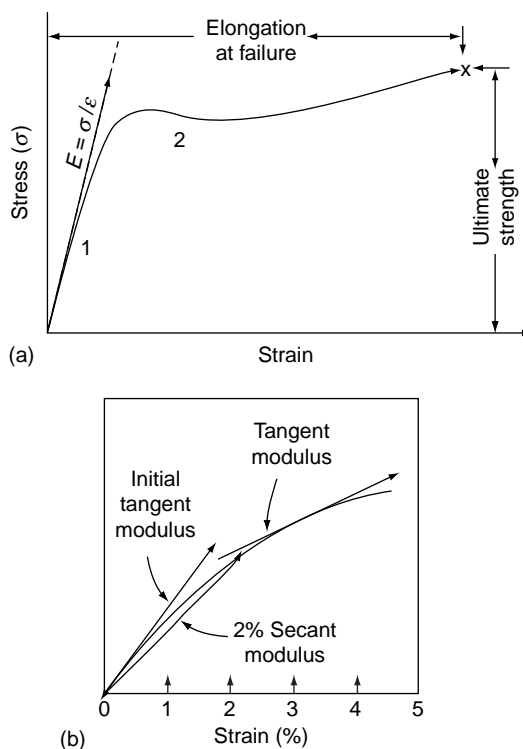 Elongation
at failure
x
E = σ/ε
2
1
Stress (σ)
Ultimate
strength
(a)
Strain
Tangent
modulus
Initial
tangent
modulus
2% Secant
modulus
0 1 2 3 4 5
Strain (%)
(b)